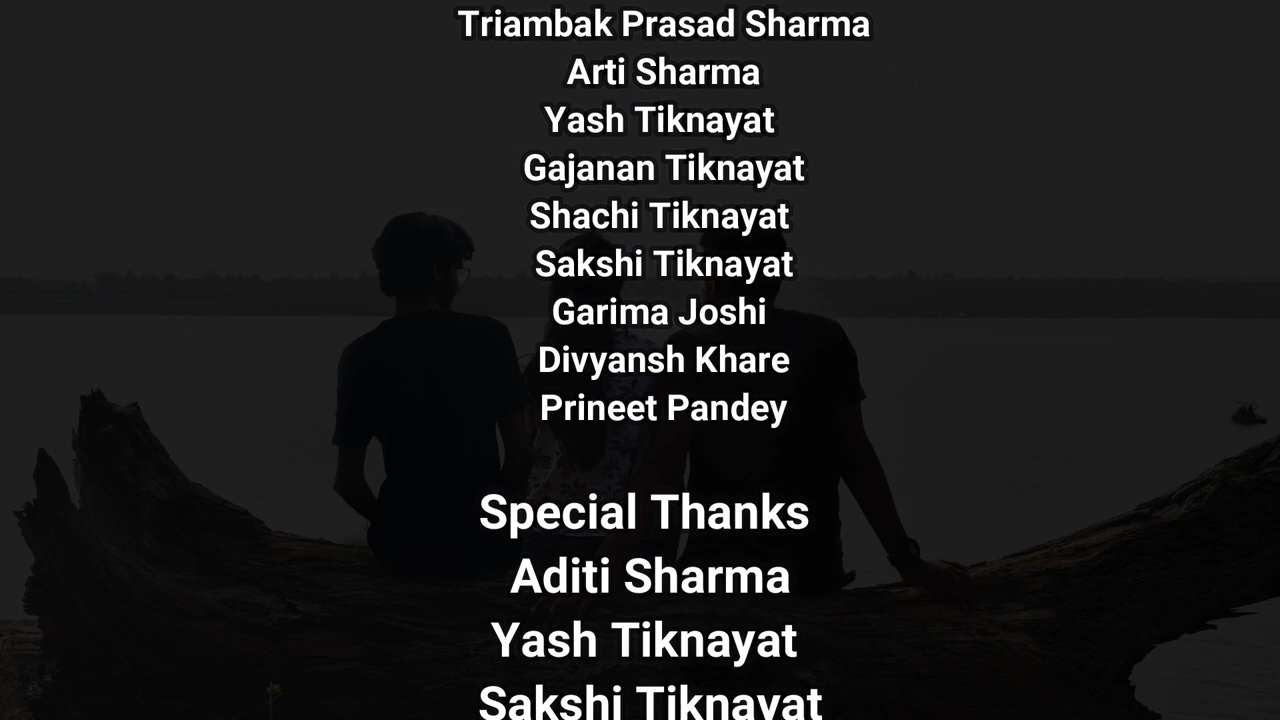 Triambak Prasad Sharma
Arti Sharma
Yash Tiknayat
Gajanan Tiknayat
Shachi Tiknayat
Sakshi Tiknayat
Garima Joshi
Divyansh Khare
Prineet Pandey
Special Thanks
Aditi Sharma
Yash Tiknayat
Sakshi Tiknayat